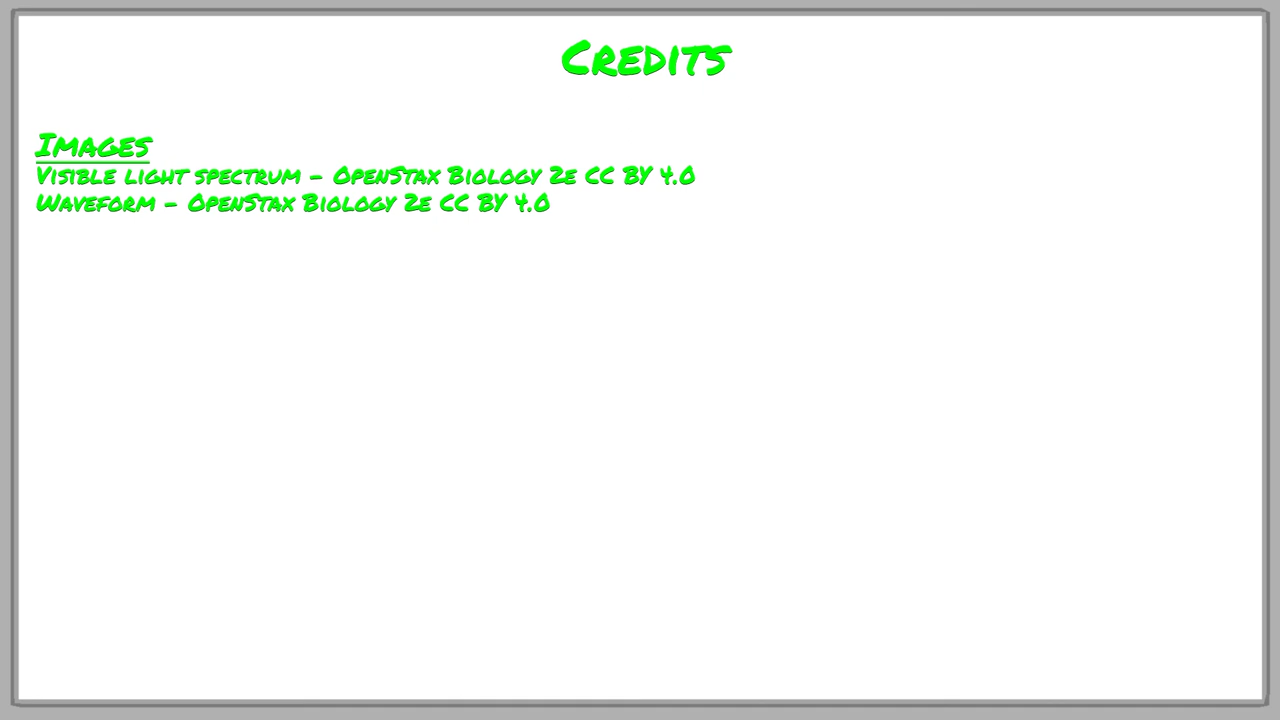 Credits
Images
Visible light spectrum – OpenStax Biology 2e CC BY 4.0
Waveform – OpenStax Biology 2e CC BY 4.0